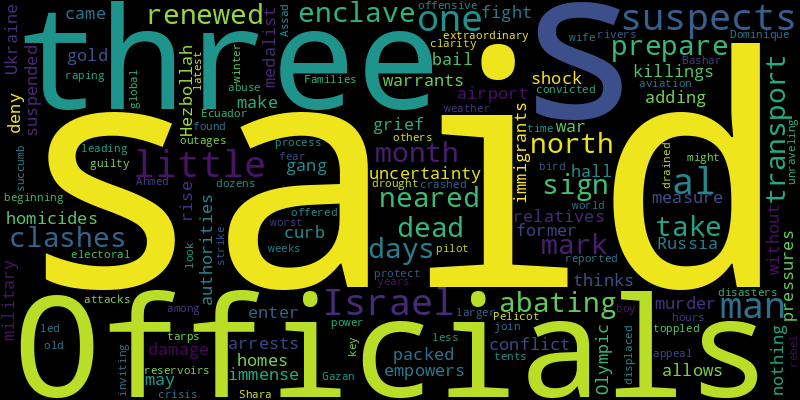 said
Officials
three
S
Israel
little
one
al
man
north
sign
dead
days
mark
take
month
neared
abating
prepare
suspects
transport
enclave
renewed
clashes
Russia
homicides
authorities
Hezbollah
suspended
Ukraine
came
gold
deny
military
medalist
Assad
fight
offensive
extraordinary
clarity
wife
rivers
Dominique
Bashar
aviation
convicted
killings
adding
shock
bail
warrants
airport
weather
war
time
bird
hall
world
immigrants
grief
others
uncertainty
drought
crashed
process
fear
gang
dozens
offered
worst
curb
weeks
rise
Ahmed
look
strike
found
outages
Ecuador
make
abuse
winter
latest
Families
global
raping
leading
guilty
succumb
beginning
electoral
attacks
among
enter
led
old
tarps
damage
reservoirs
may
crisis
inviting
arrests
homes
immense
Shara
Gazan
power
key
protect
years
pilot
larger
Pelicot
join
less
tents
packed
empowers
conflict
Olympic
displaced
boy
murder
hours
appeal
toppled
disasters
allows
nothing
rebel
pressures
without
unraveling
drained
might
measure
relatives
former
reported
thinks